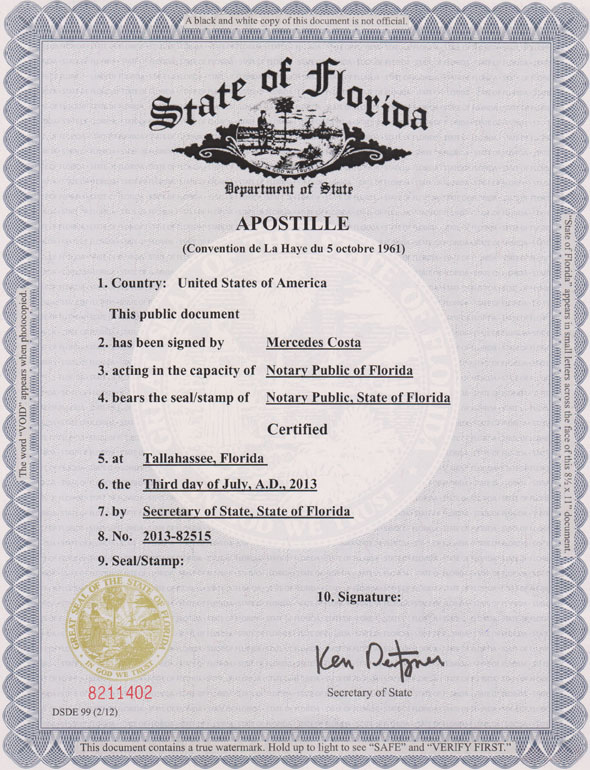 A black and white copy of this document is not official.
State of Florida
IN GOD WE TRUST
Department of State
APOSTILLE
(Convention de La Haye du 5 octobre 1961)
1. Country: United States of America
This public document
2. has been signed by Mercedes Costa
3. acting in the capacity of Notary Public of Florida
4. bears the seal/stamp of Notary Public, State of Florida
Certified
5. at Tallahassee, Florida
6. the Third day of July, A.D., 2013
7. by Secretary of State, State of Florida
8. No. 2013-82515
9. Seal/Stamp:
10. Signature:
GREAT SEAL OF THE STATE OF FLORIDA
IN GOD WE TRUST
Ken Detzner
8211402
Secretary of State
DSDE 99 (2/12)
The word "VOID" appears when photocopied.
"State of Florida" appears in small letters across the face of this 8½ x 11" document.
This document contains a true watermark. Hold up to light to see "SAFE" and "VERIFY FIRST."